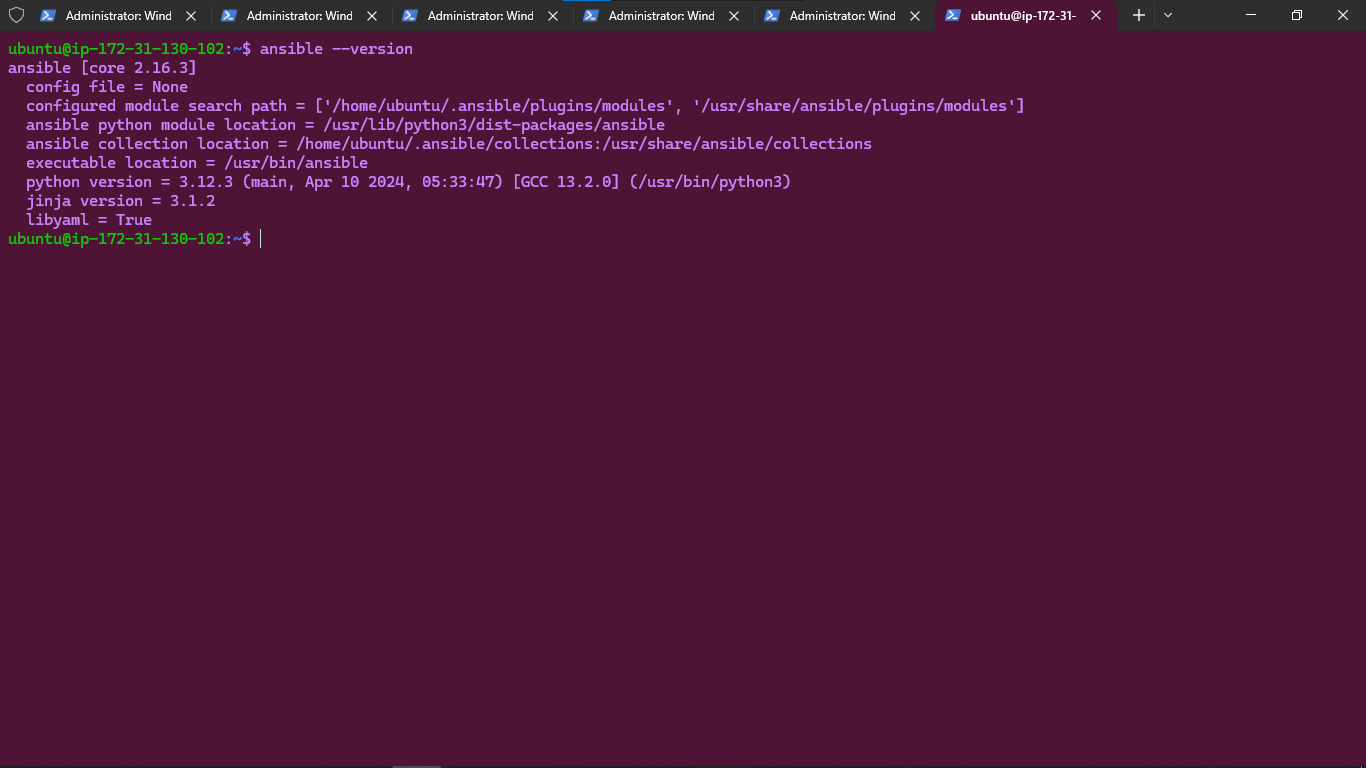 Administrator: Wind
Administrator: Wind
Administrator: Wind
Administrator: Wind
Administrator: Wind
ubuntu@ip-172-31-
ubuntu@ip-172-31-130-102:~$ ansible --version
ansible [core 2.16.3]
  config file = None
  configured module search path = ['/home/ubuntu/.ansible/plugins/modules', '/usr/share/ansible/plugins/modules']
  ansible python module location = /usr/lib/python3/dist-packages/ansible
  ansible collection location = /home/ubuntu/.ansible/collections:/usr/share/ansible/collections
  executable location = /usr/bin/ansible
  python version = 3.12.3 (main, Apr 10 2024, 05:33:47) [GCC 13.2.0] (/usr/bin/python3)
  jinja version = 3.1.2
  libyaml = True
ubuntu@ip-172-31-130-102:~$